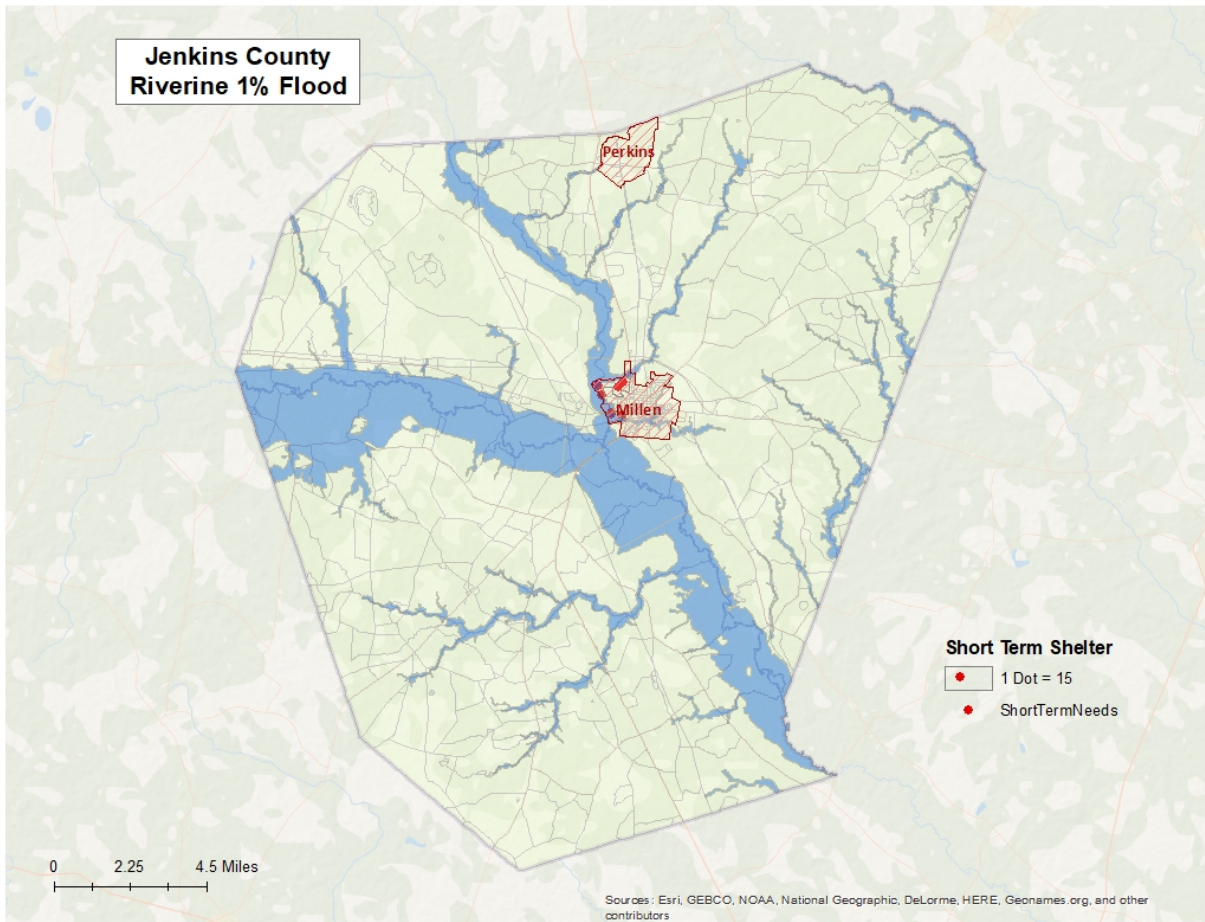 Jenkins County
Riverine 1% Flood
Perkins
Millen
Short Term Shelter
1 Dot = 15
ShortTermNeeds
0 2.25 4.5 Miles
Sources: Esri, GEBCO, NOAA, National Geographic, DeLorme, HERE, Geonames.org, and other
contributors